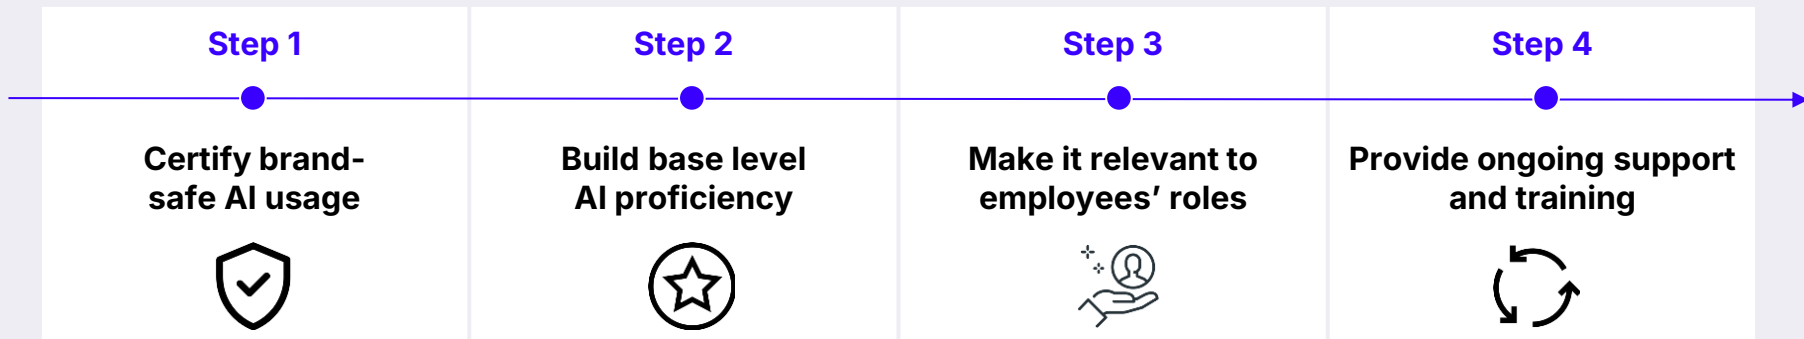 Step 1
Certify brand-
safe AI usage
Step 2
Build base level
AI proficiency
Step 3
Make it relevant to
employees’ roles
Step 4
Provide ongoing support
and training